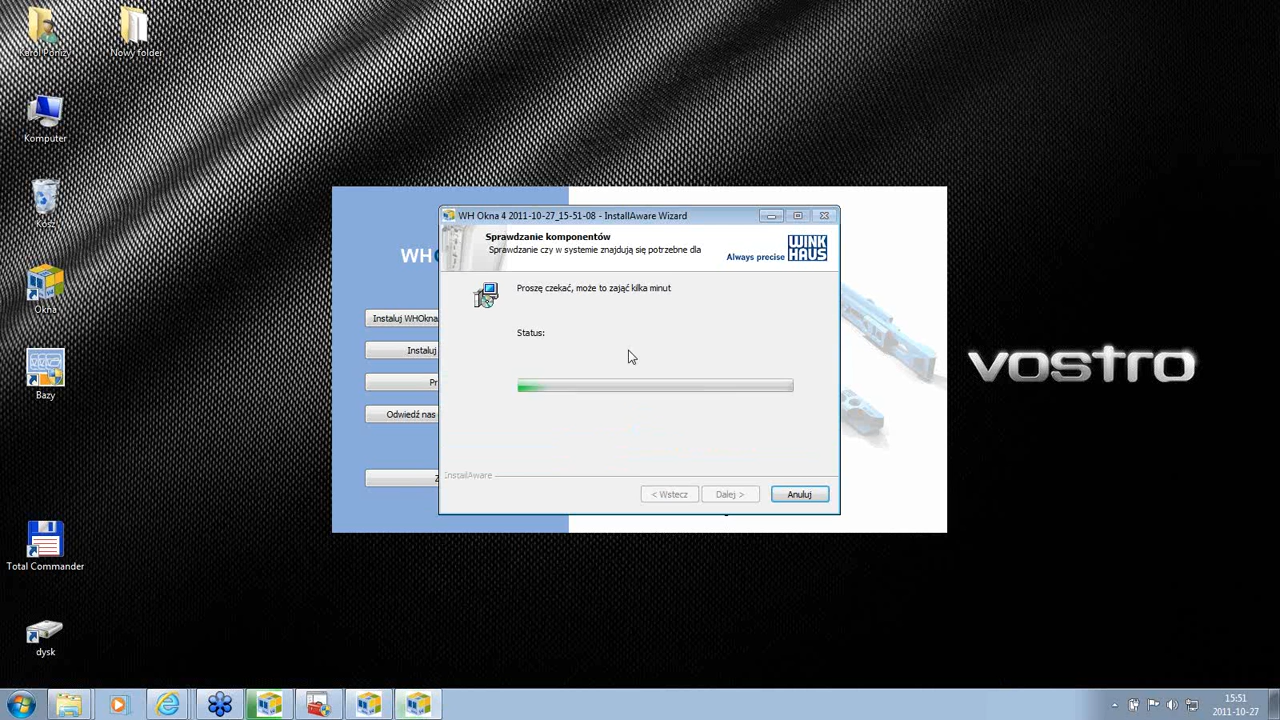 Nowy folder
Komputer
Kosz
Okna
Bazy
Total Commander
dysk
WH Okna 4 2011-10-27_15-51-08 - InstallAware Wizard
Sprawdzanie komponentów
Sprawdzanie czy w systemie znajdują się potrzebne dla
Always precise
WINK
HAUS
Proszę czekać, może to zająć kilka minut
Status:
InstallAware
< Wstecz
Dalej >
Anuluj
WH
Instaluj WHOkna
Instaluj
Pr
Odwiedź nas
Z
vostro
15:51
2011-10-27